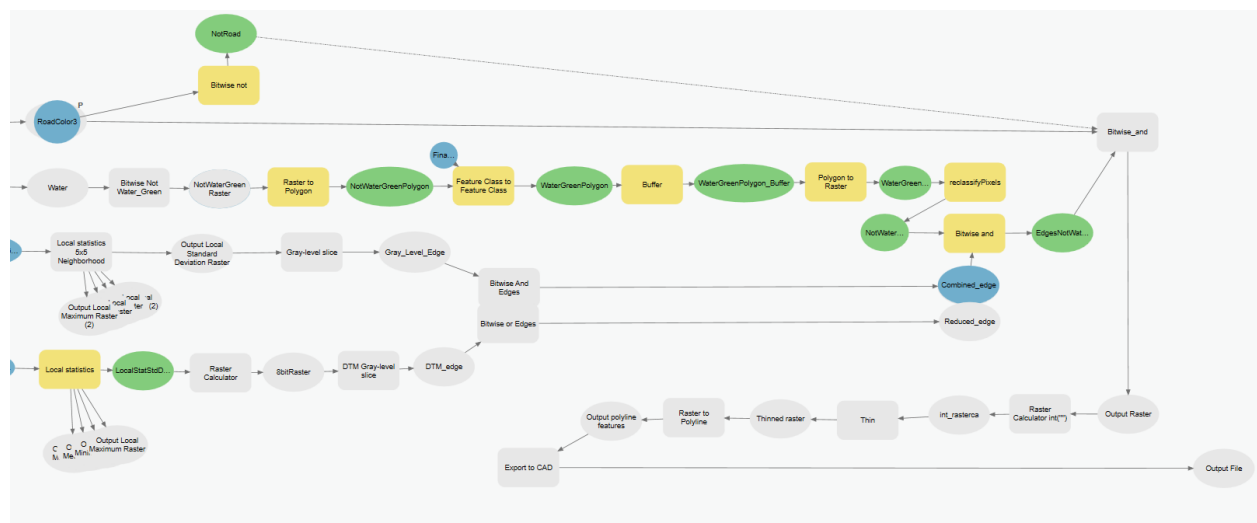 NotRoad
Bitwise not
P
RoadColor3
Bitwise_and
Fina...
Water
Bitwise Not
Water_Green
NotWaterGreen
Raster
Raster to
Polygon
NotWaterGreenPolygon
Feature Class to
Feature Class
WaterGreenPolygon
Buffer
WaterGreenPolygon_Buffer
Polygon to
Raster
WaterGreen...
reclassifyPixels
NotWater...
Bitwise and
EdgesNotWat...
Local statistics
5x5
Neighborhood
Output Local
Standard
Deviation Raster
Gray-level slice
Gray_Level_Edge
Bitwise And
Edges
Combined_edge
Output Local
Maximum Raster
(2)
(2)
Bitwise or Edges
Reduced_edge
Local statistics
LocalStatStdD...
Raster
Calculator
8bitRaster
DTM Gray-level
slice
DTM_edge
Output Local
Maximum Raster
Output polyline
features
Raster to
Polyline
Thinned raster
Thin
int_rasterca
Raster
Calculator int("")
Output Raster
Export to CAD
Output File